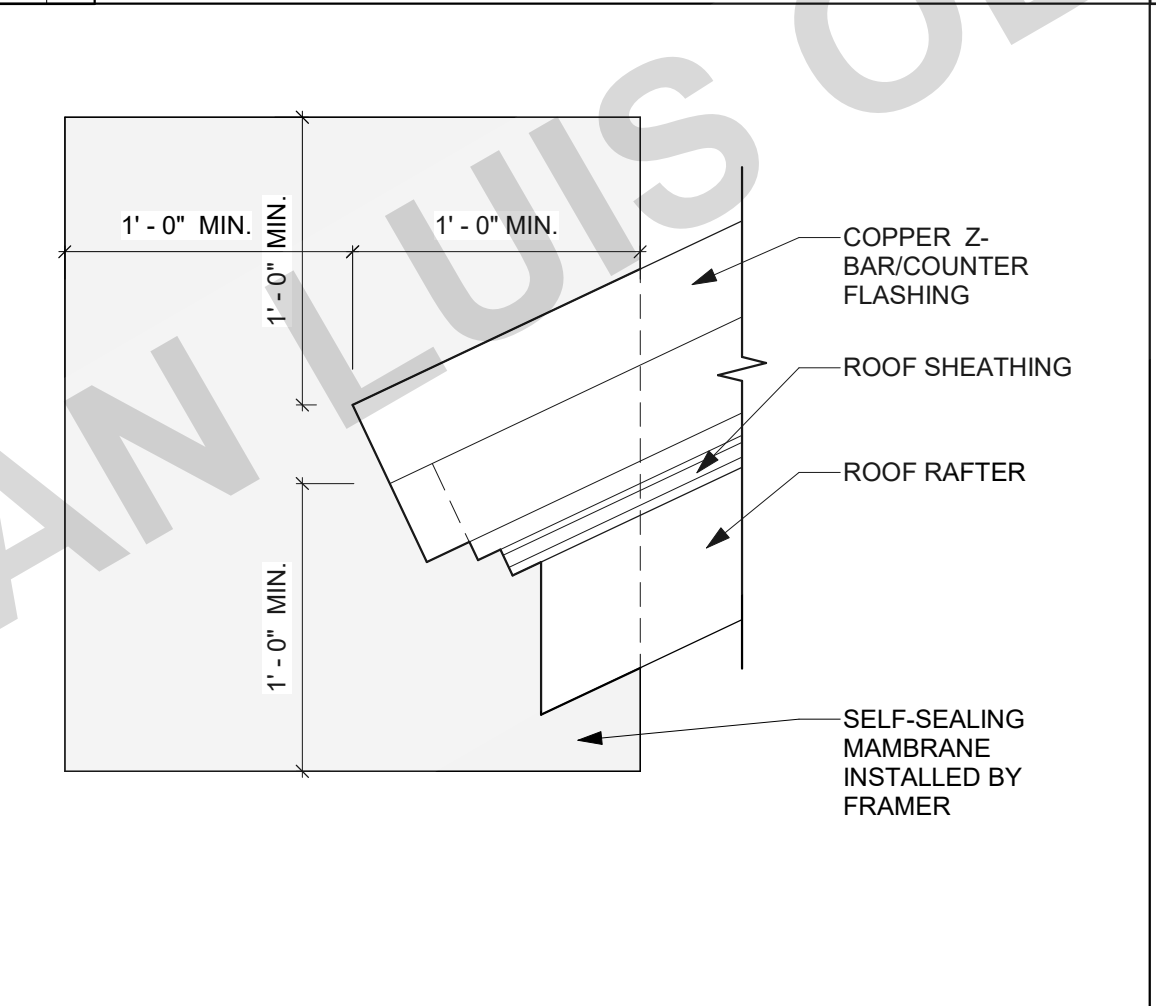 AN LUIS OB
1' - 0" MIN.
1' - 0" MIN.
1' - 0" MIN.
1' - 0" MIN.
COPPER Z-
BAR/COUNTER
FLASHING
ROOF SHEATHING
ROOF RAFTER
SELF-SEALING
MAMBRANE
INSTALLED BY
FRAMER